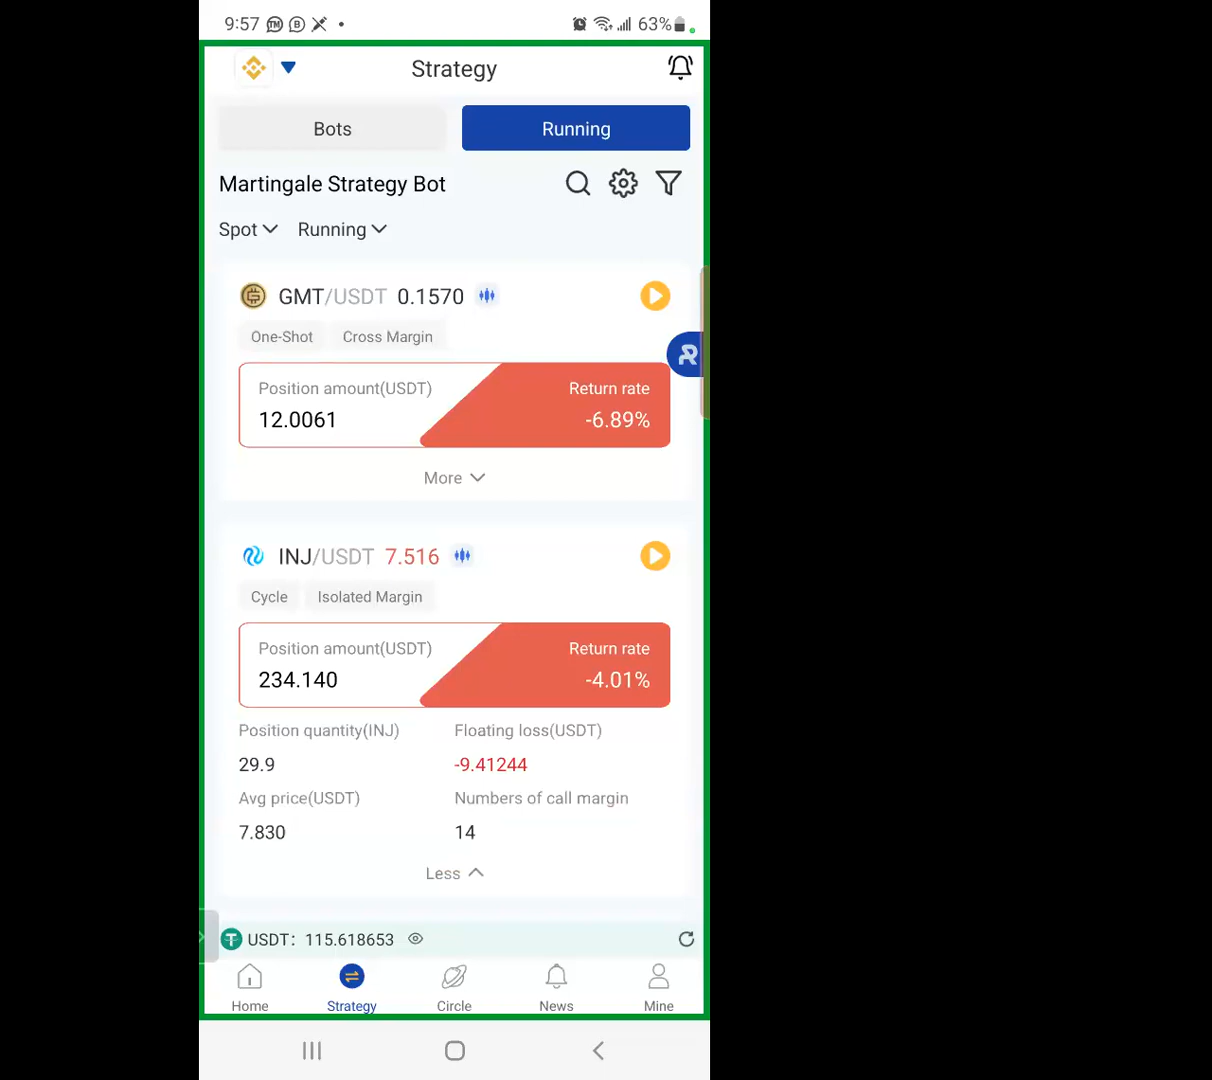 9:57 63%
Strategy
Bots Running
Martingale Strategy Bot
Spot Running
GMT/USDT 0.1570
One-Shot Cross Margin
Position amount(USDT) Return rate
12.0061 -6.89%
More
INJ/USDT 7.516
Cycle Isolated Margin
Position amount(USDT) Return rate
234.140 -4.01%
Position quantity(INJ) Floating loss(USDT)
29.9 -9.41244
Avg price(USDT) Numbers of call margin
7.830 14
Less
USDT: 115.618653
Home Strategy Circle News Mine